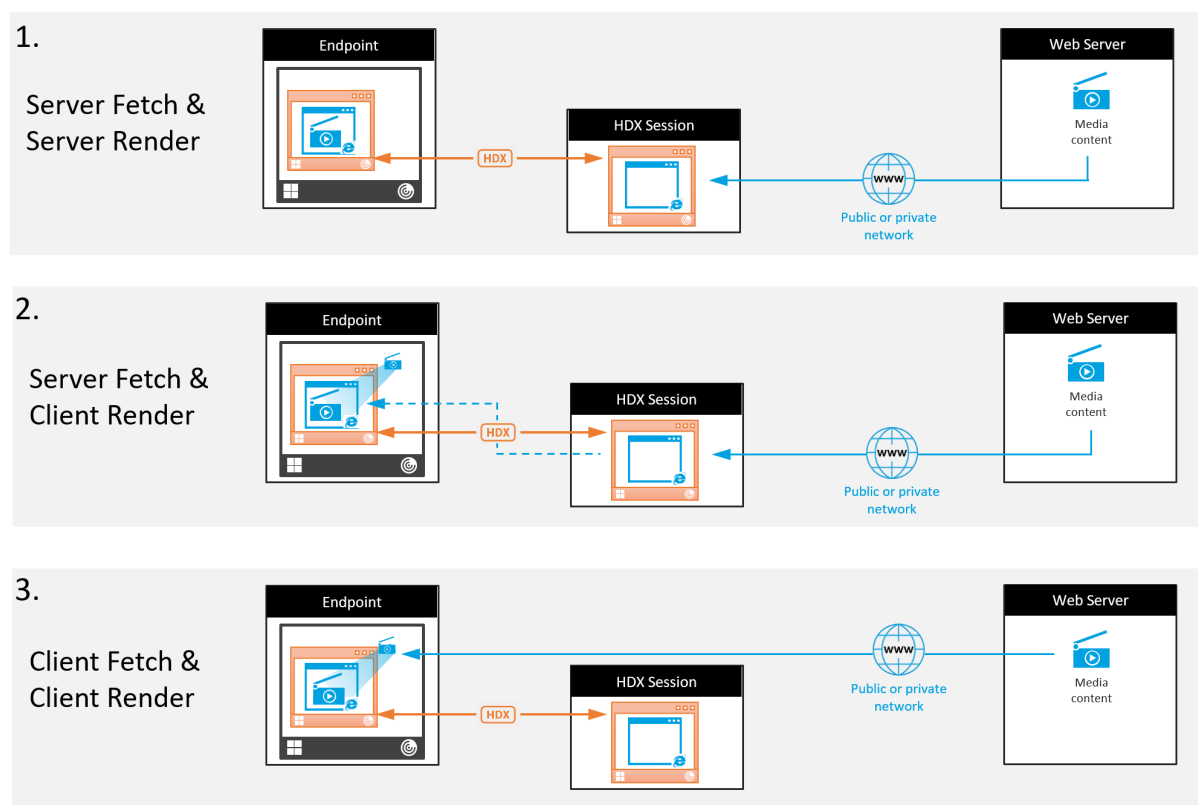 1.
Server Fetch &
Server Render
Endpoint
HDX
HDX Session
www
Public or private
network
Web Server
Media
content
2.
Server Fetch &
Client Render
Endpoint
HDX
HDX Session
www
Public or private
network
Web Server
Media
content
3.
Client Fetch &
Client Render
Endpoint
HDX
HDX Session
www
Public or private
network
Web Server
Media
content